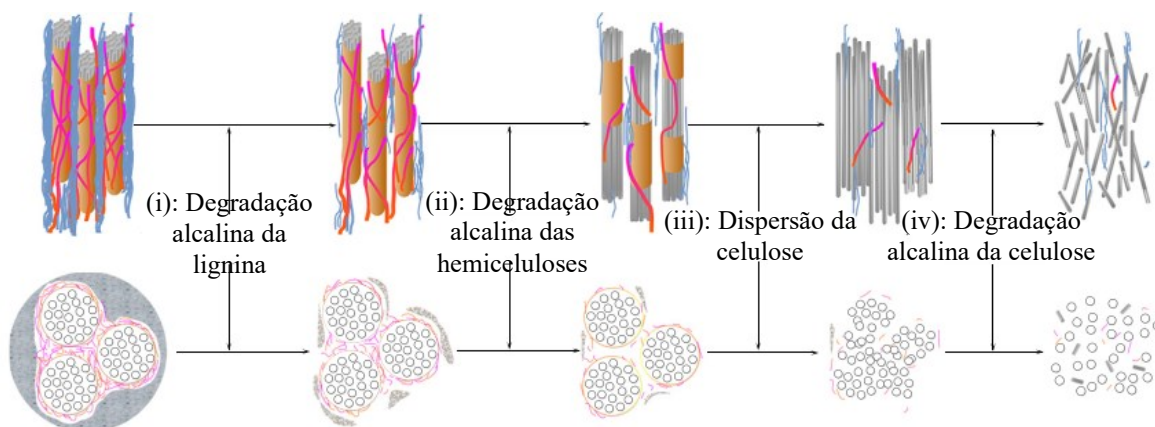 (i): Degradação
alcalina da
lignina
(ii): Degradação
alcalina das
hemiceluloses
(iii): Dispersão da
celulose
(iv): Degradação
alcalina da celulose